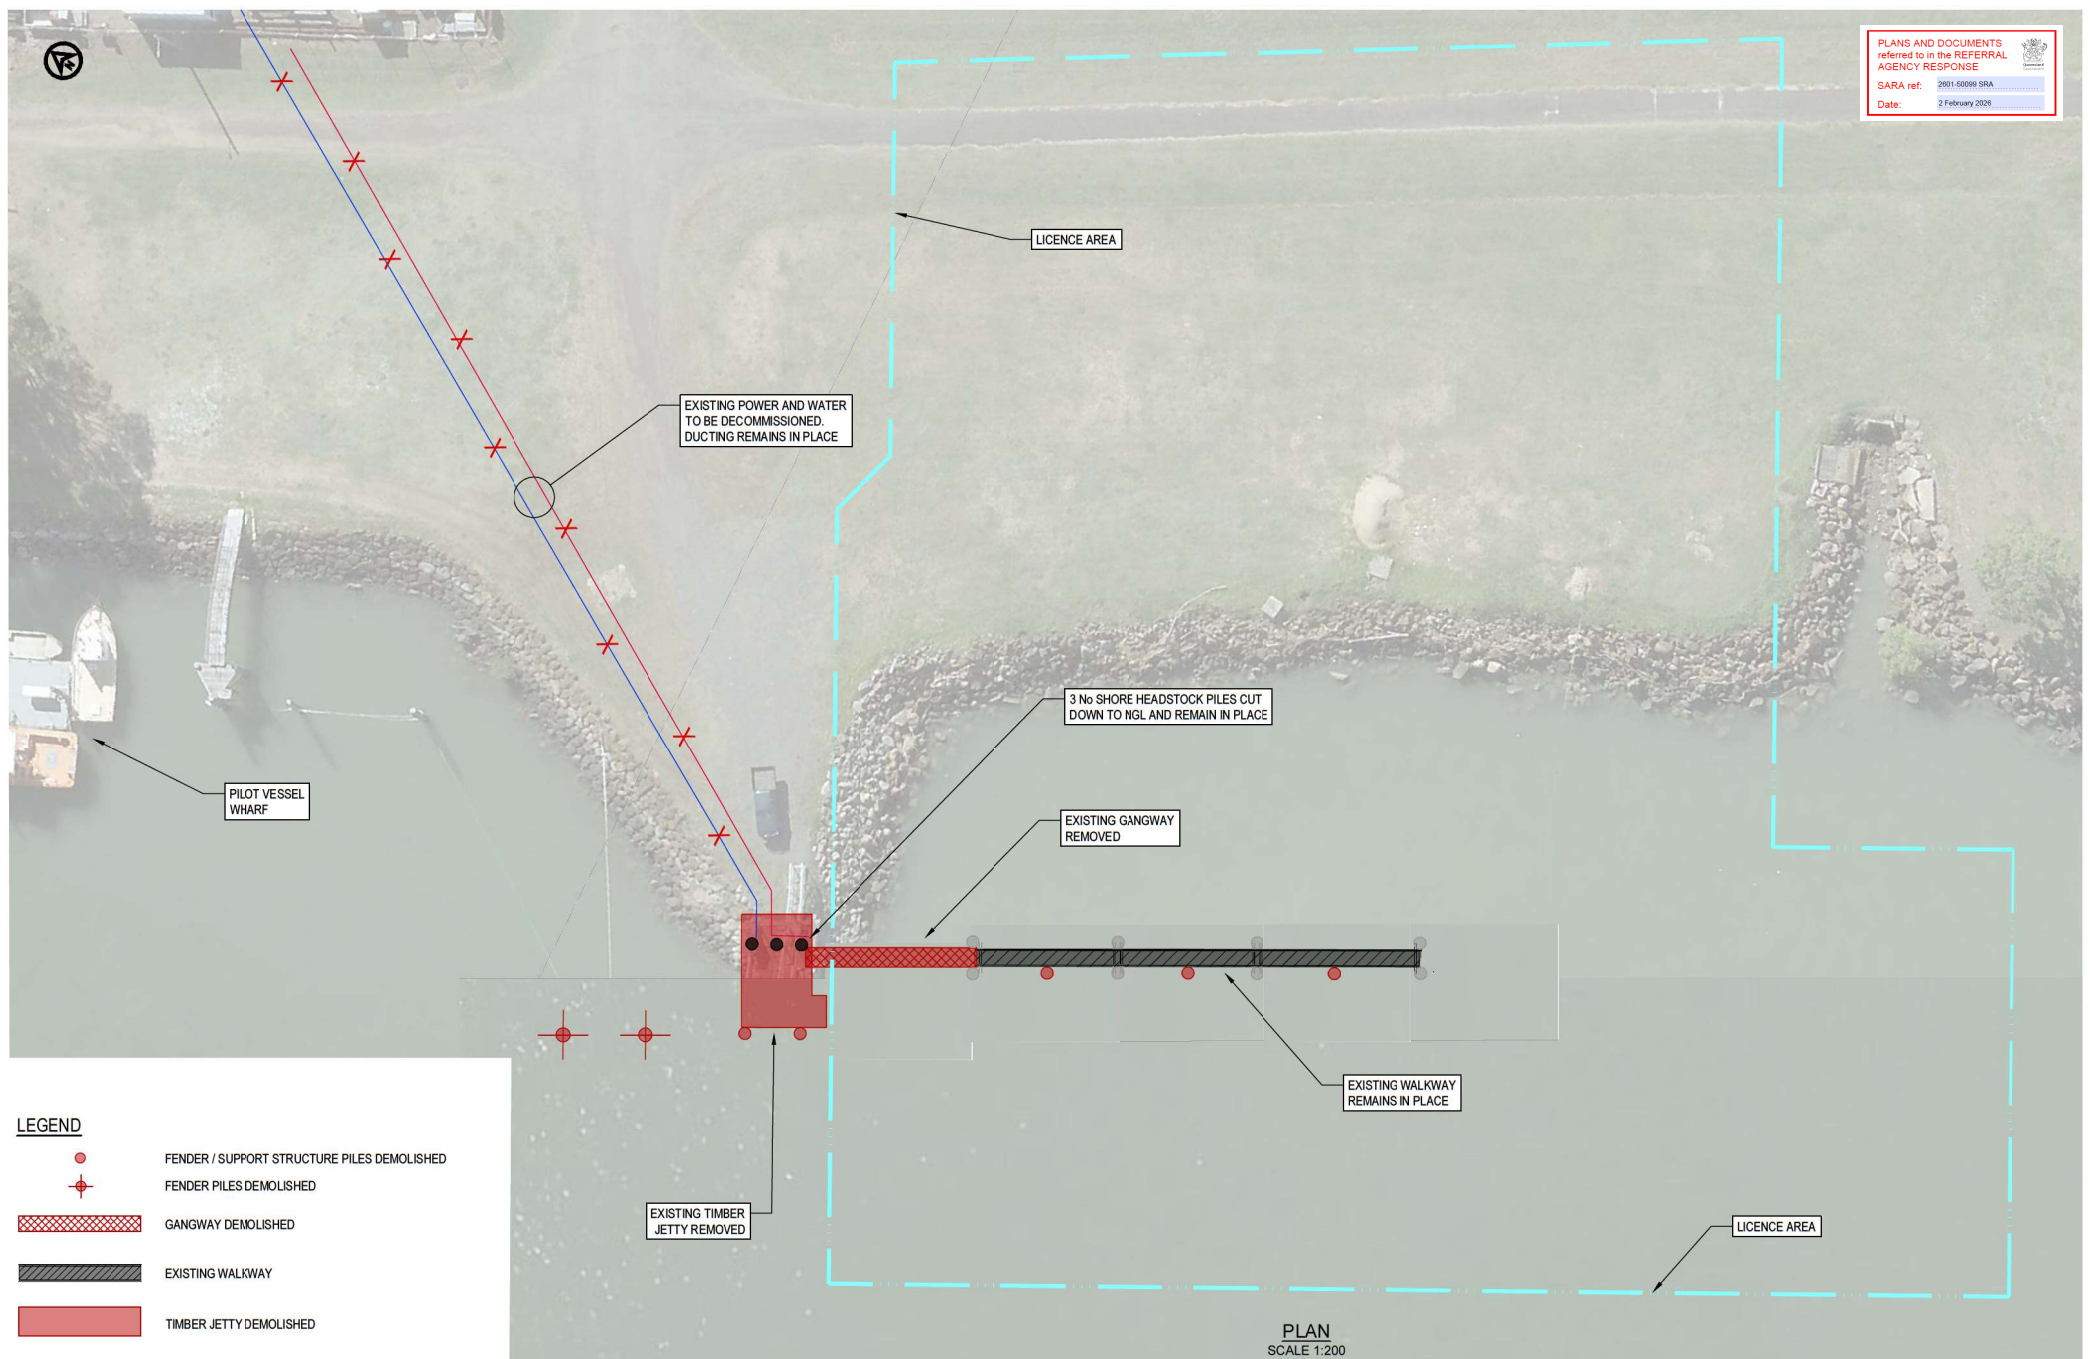 PLANS AND DOCUMENTS
referred to in the REFERRAL
AGENCY RESPONSE
Queensland
Government
SARA ref: 2601-50099 SRA
Date: 2 February 2026
LICENCE AREA
EXISTING POWER AND WATER
TO BE DECOMMISSIONED.
DUCTING REMAINS IN PLACE
3 No SHORE HEADSTOCK PILES CUT
DOWN TO NGL AND REMAIN IN PLACE
PILOT VESSEL
WHARF
EXISTING GANGWAY
REMOVED
EXISTING WALKWAY
REMAINS IN PLACE
EXISTING TIMBER
JETTY REMOVED
LICENCE AREA
LEGEND
FENDER / SUPPORT STRUCTURE PILES DEMOLISHED
FENDER PILES DEMOLISHED
GANGWAY DEMOLISHED
EXISTING WALKWAY
TIMBER JETTY DEMOLISHED
PLAN
SCALE 1:200